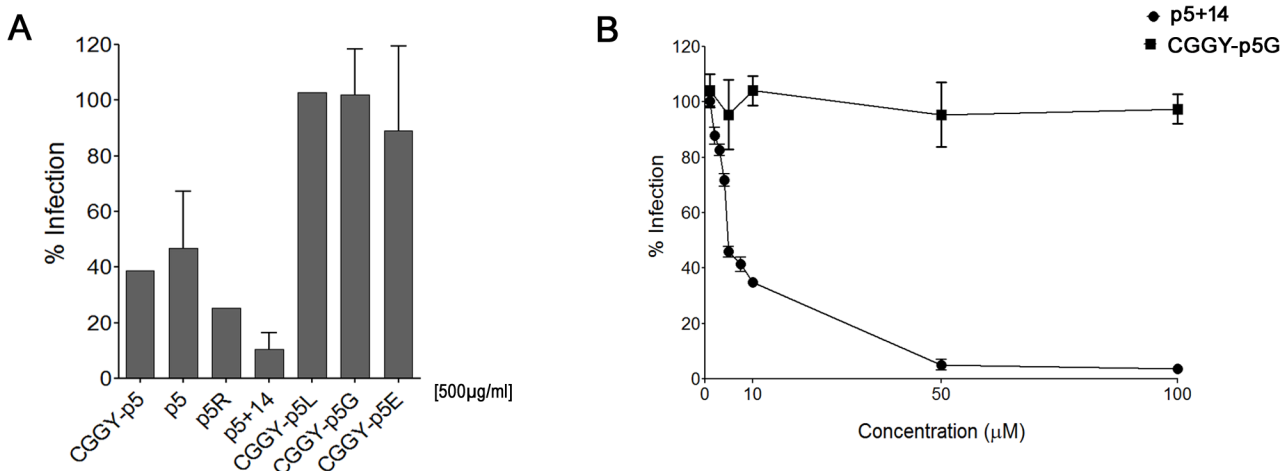 A
120
100
80
60
40
20
0
% Infection
CGGY-p5
p5
p5R
p5+14
CGGY-p5L
CGGY-p5G
CGGY-p5E
[500µg/ml]
B
p5+14
CGGY-p5G
120
100
80
60
40
20
0
% Infection
0 10 50 100
Concentration (µM)